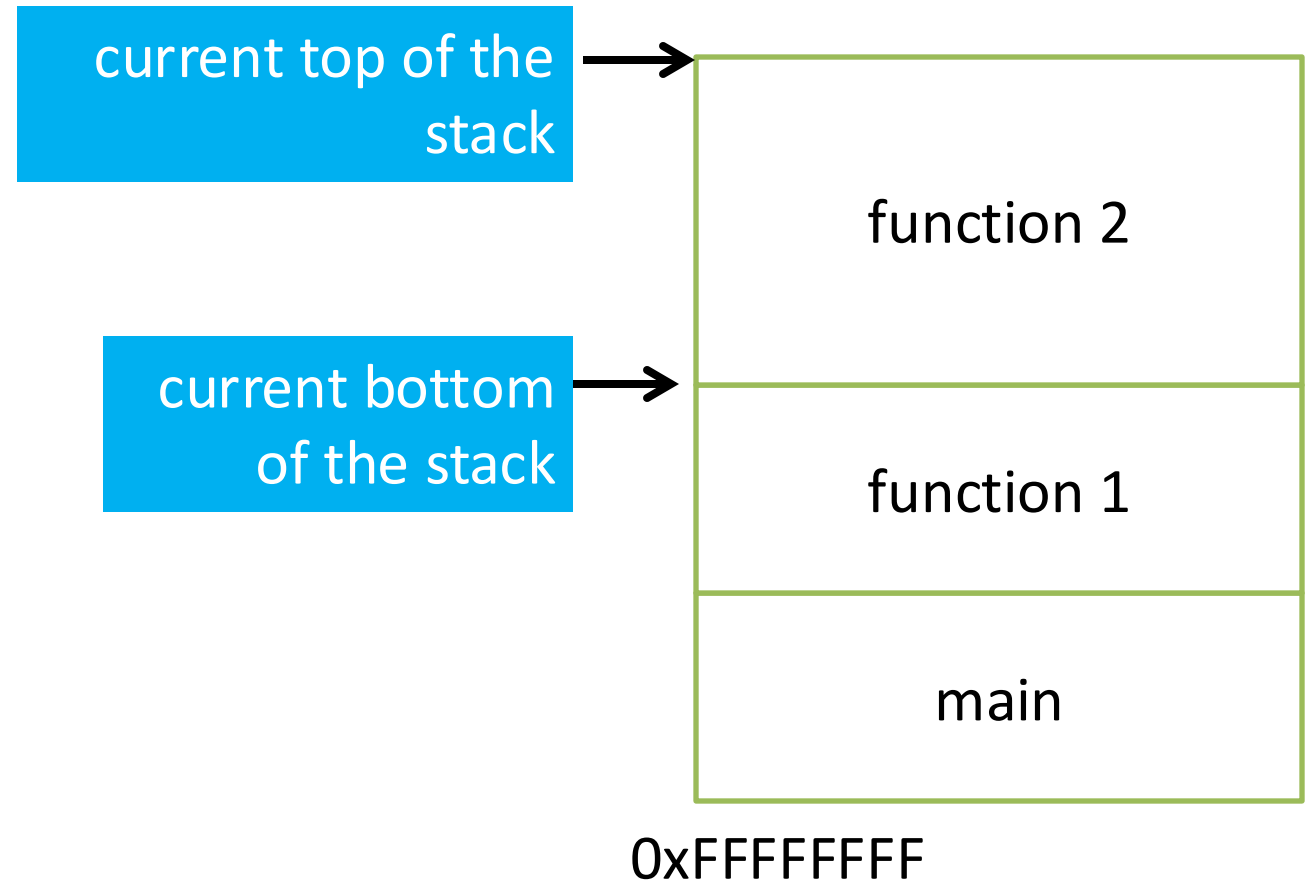 current top of the
stack
function 2
current bottom
of the stack
function 1
main
0xFFFFFFFF